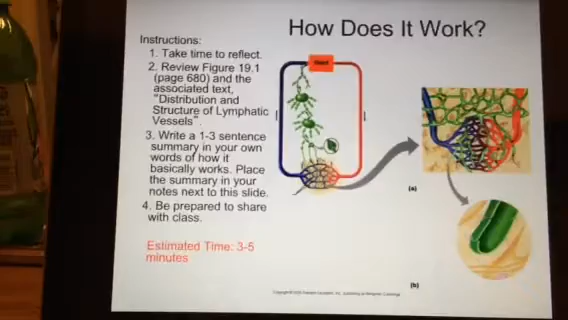 How Does It Work?
Instructions:
1. Take time to reflect.
2. Review Figure 19.1
(page 680) and the
associated text,
"Distribution and
Structure of Lymphatic
Vessels".
3. Write a 1-3 sentence
summary in your own
words of how it
basically works. Place
the summary in your
notes next to this slide.
4. Be prepared to share
with class.
Estimated Time: 3-5
minutes
Heart
(a)
(b)